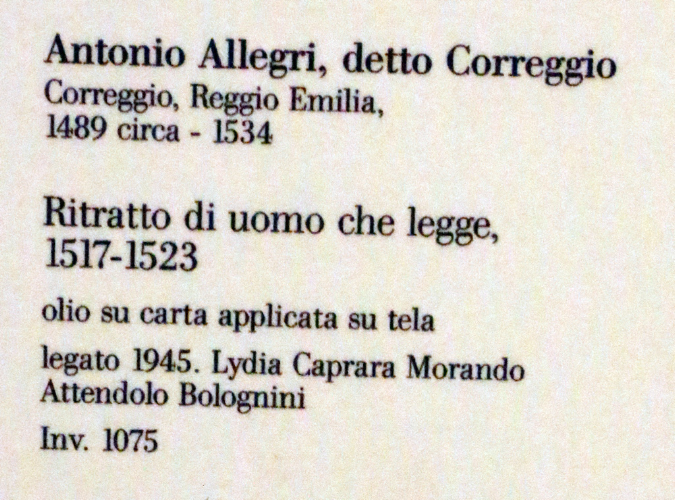 Antonio Allegri, detto Correggio
Correggio, Reggio Emilia,
1489 circa - 1534
Ritratto di uomo che legge,
1517-1523
olio su carta applicata su tela
legato 1945. Lydia Caprara Morando
Attendolo Bolognini
Inv. 1075